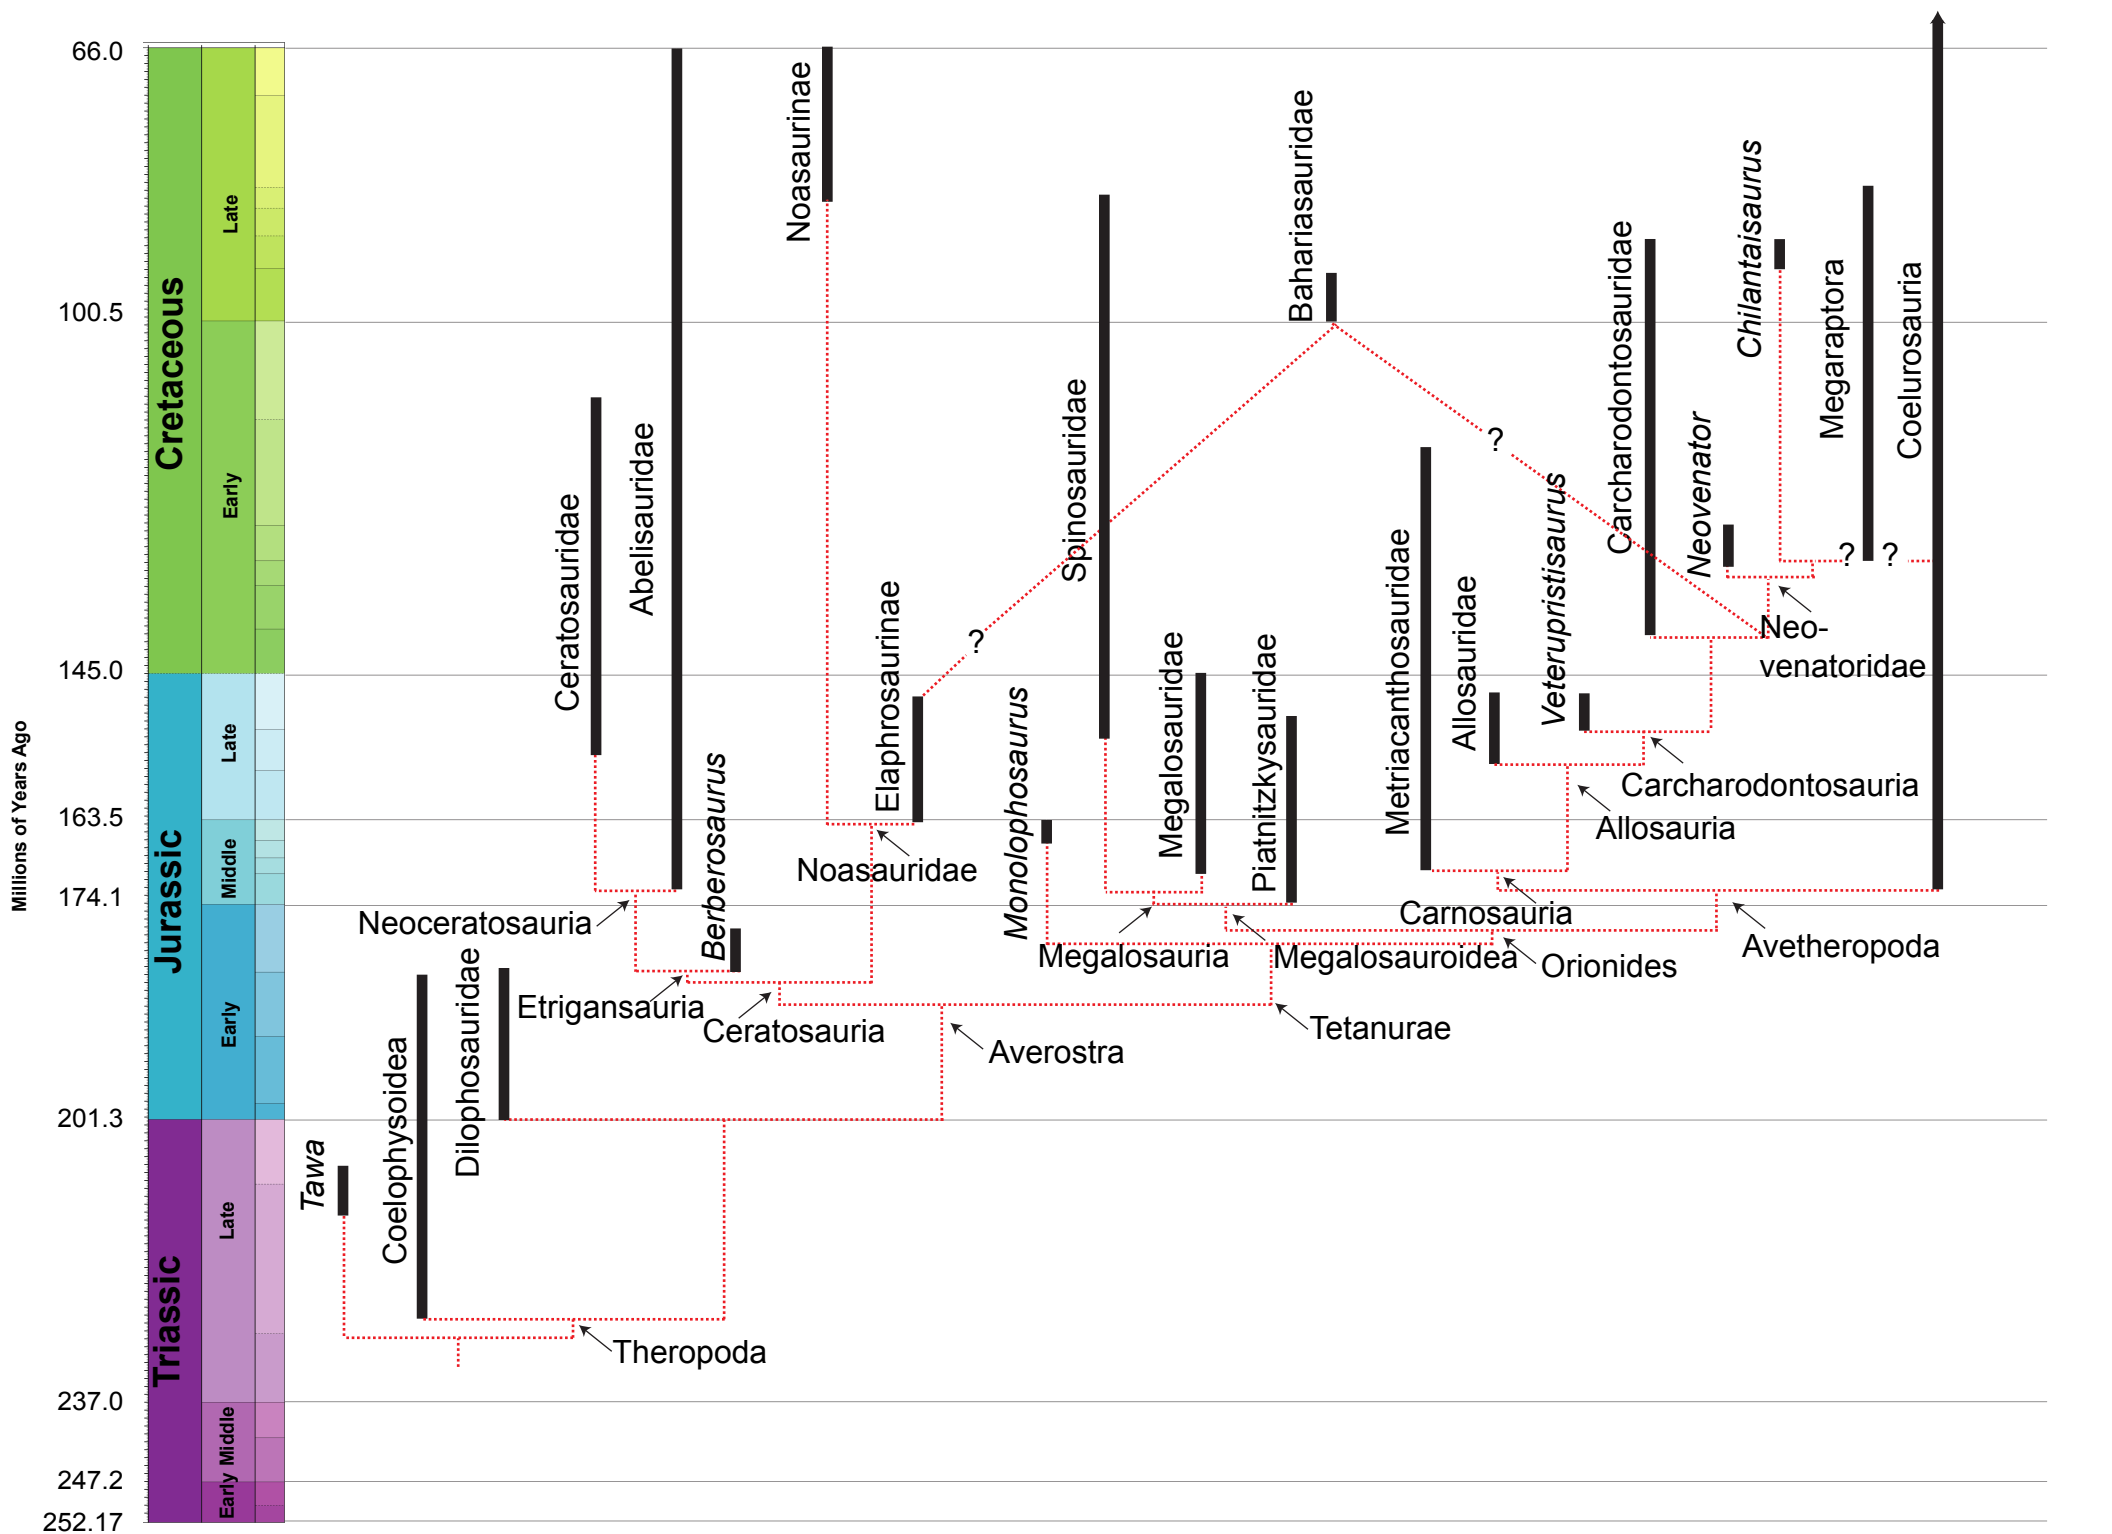 66.0
100.5
145.0
163.5
174.1
201.3
237.0
247.2
252.17
Millions of Years Ago
Cretaceous
Jurassic
Triassic
Late
Early
Late
Middle
Early
Late
Middle
Early
Tawa
Coelophysoidea
Dilophosauridae
Ceratosauridae
Abelisauridae
Berberosaurus
Noasaurinae
Elaphrosaurinae
Monolophosaurus
Spinosauridae
Megalosauridae
Piatnitzkysauridae
Bahariasauridae
Metriacanthosauridae
Allosauridae
Veterupristisaurus
Carcharodontosauridae
Neovenator
Chilantaisaurus
Megaraptora
Coelurosauria
?
?
?
?
Neo-
venatoridae
Carcharodontosauria
Allosauria
Noasauridae
Carnosauria
Neoceratosauria
Avetheropoda
Megalosauria
Megalosauroidea
Orionides
Etrigansauria
Ceratosauria
Tetanurae
Averostra
Theropoda